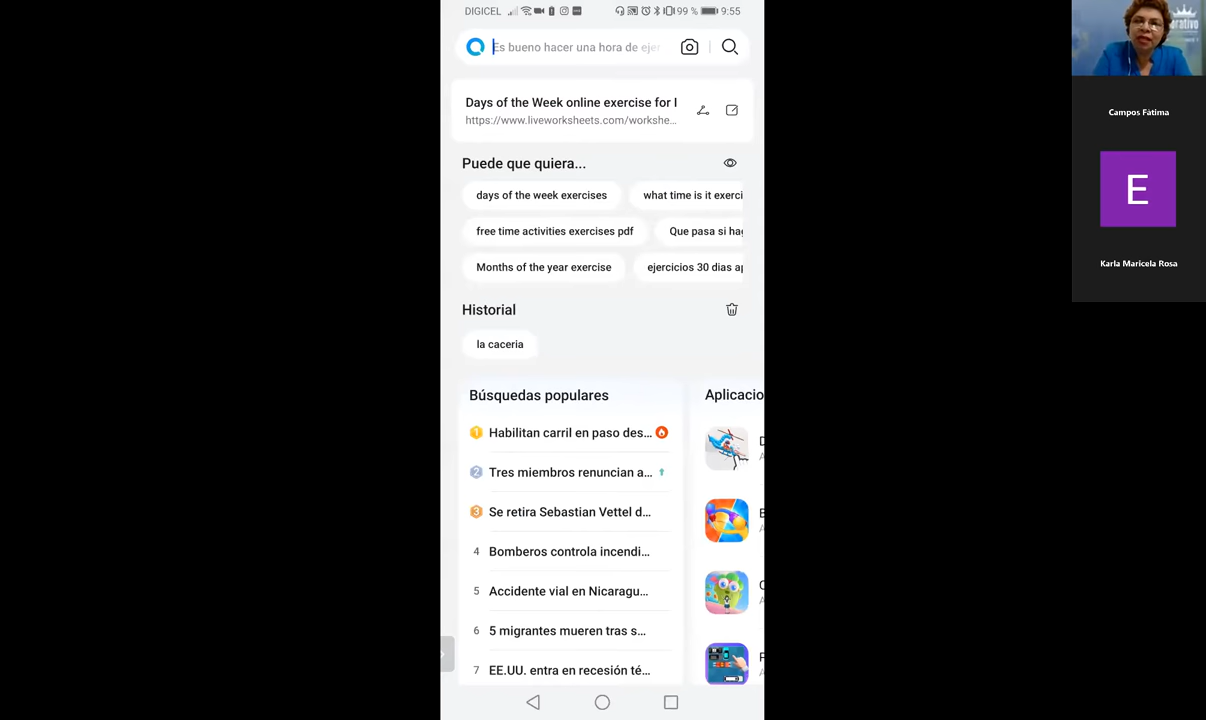 DIGICEL
99 %
9:55
Es bueno hacer una hora de ejer
Days of the Week online exercise for
https://www.liveworksheets.com/workshe...
Puede que quiera...
days of the week exercises
what time is it exerci
free time activities exercises pdf
Que pasa si hag
Months of the year exercise
ejercicios 30 dias ap
Historial
la caceria
Búsquedas populares
Aplicacio
1 Habilitan carril en paso des...
2 Tres miembros renuncian a...
3 Se retira Sebastian Vettel d...
4 Bomberos controla incendi...
5 Accidente vial en Nicaragu...
6 5 migrantes mueren tras s...
7 EE.UU. entra en recesión té...
Campos Fátima
E
Karla Maricela Rosa